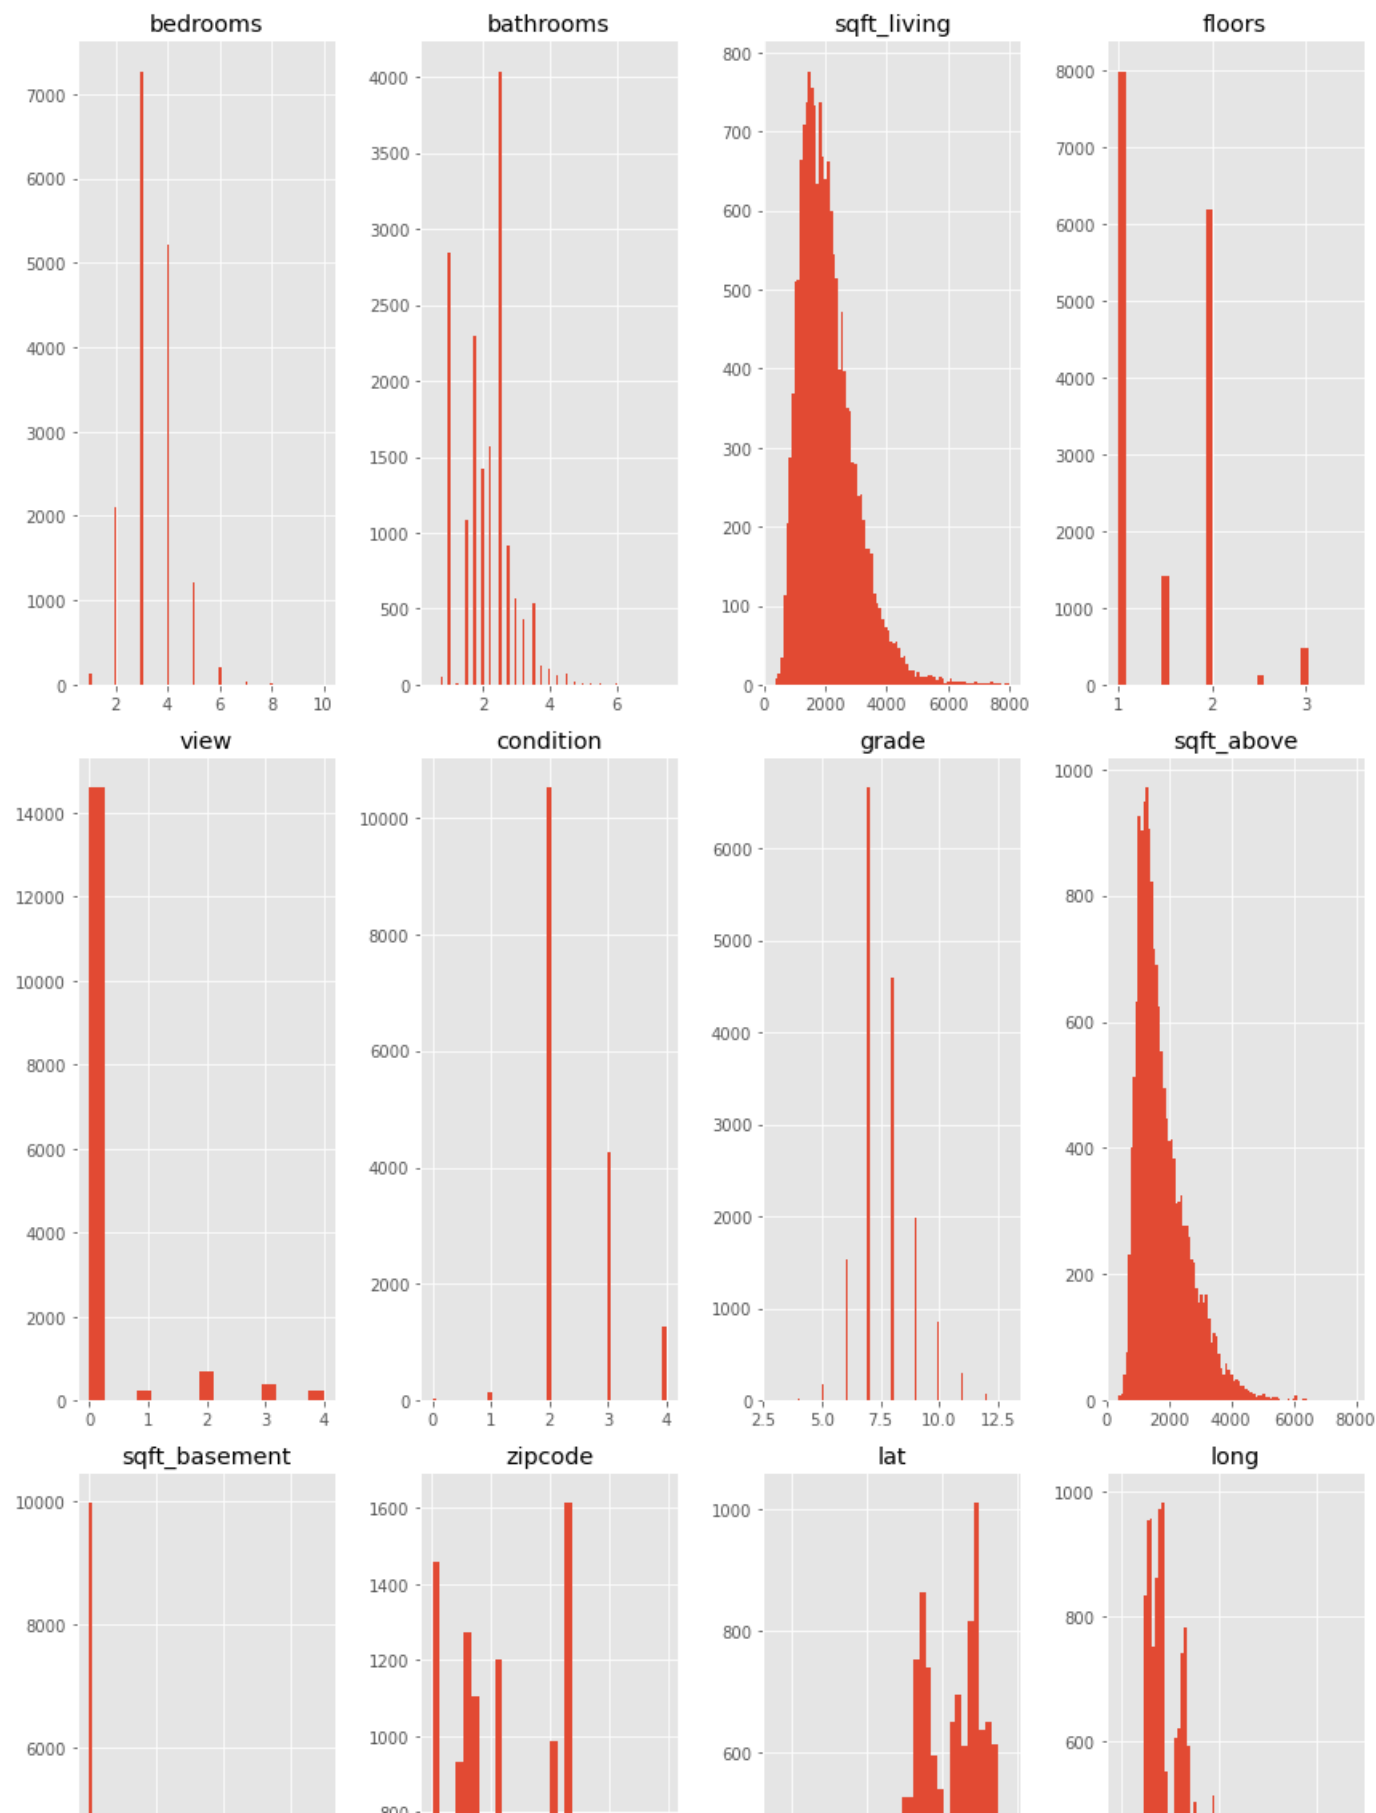 bedrooms bathrooms sqft_living floors
7000 6000 5000 4000 3000 2000 1000 0
2 4 6 8 10
4000 3500 3000 2500 2000 1500 1000 500 0
2 4 6
800 700 600 500 400 300 200 100 0
0 2000 4000 6000 8000
8000 7000 6000 5000 4000 3000 2000 1000 0
1 2 3
view condition grade sqft_above
14000 12000 10000 8000 6000 4000 2000 0
0 1 2 3 4
10000 8000 6000 4000 2000 0
0 1 2 3 4
6000 5000 4000 3000 2000 1000 0
2.5 5.0 7.5 10.0 12.5
1000 800 600 400 200 0
0 2000 4000 6000 8000
sqft_basement zipcode lat long
10000 8000 6000
1600 1400 1200 1000 800
1000 800 600
1000 800 600